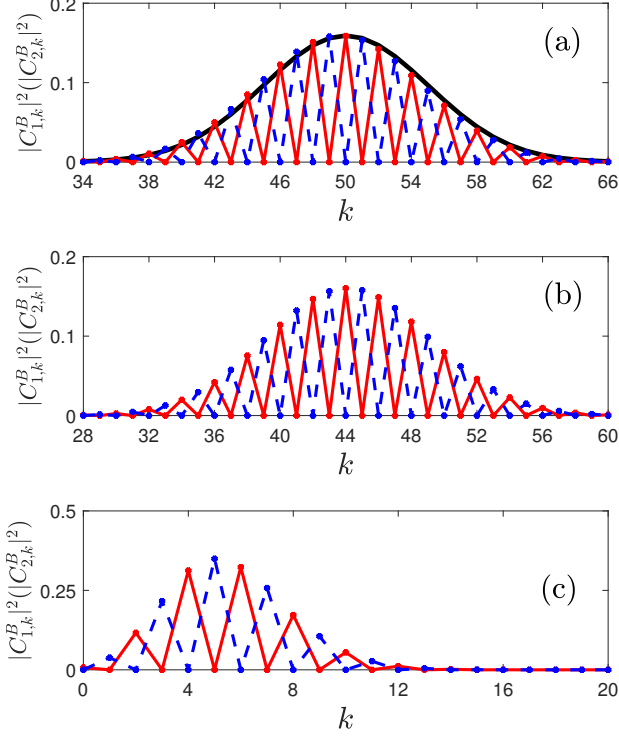 0.2
0.1
0
|C^B_{1,k}|^2(|C^B_{2,k}|^2)
(a)
34 38 42 46 50 54 58 62 66
k
0.2
0.1
0
|C^B_{1,k}|^2(|C^B_{2,k}|^2)
(b)
28 32 36 40 44 48 52 56 60
k
0.5
0.25
0
|C^B_{1,k}|^2(|C^B_{2,k}|^2)
(c)
0 4 8 12 16 20
k